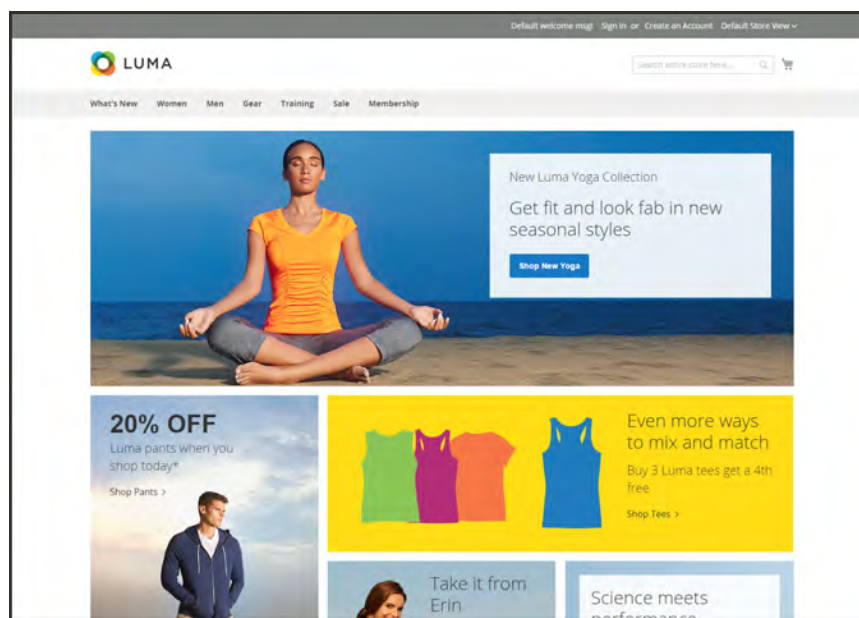 Default welcome msg! Sign In or Create an Account Default Store View
LUMA
Search entire store here...
What's New Women Men Gear Training Sale Membership
New Luma Yoga Collection
Get fit and look fab in new
seasonal styles
Shop New Yoga
20% OFF
Luma pants when you
shop today*
Shop Pants >
Even more ways
to mix and match
Buy 3 Luma tees get a 4th
free
Shop Tees >
Take it from
Erin
Science meets
performance